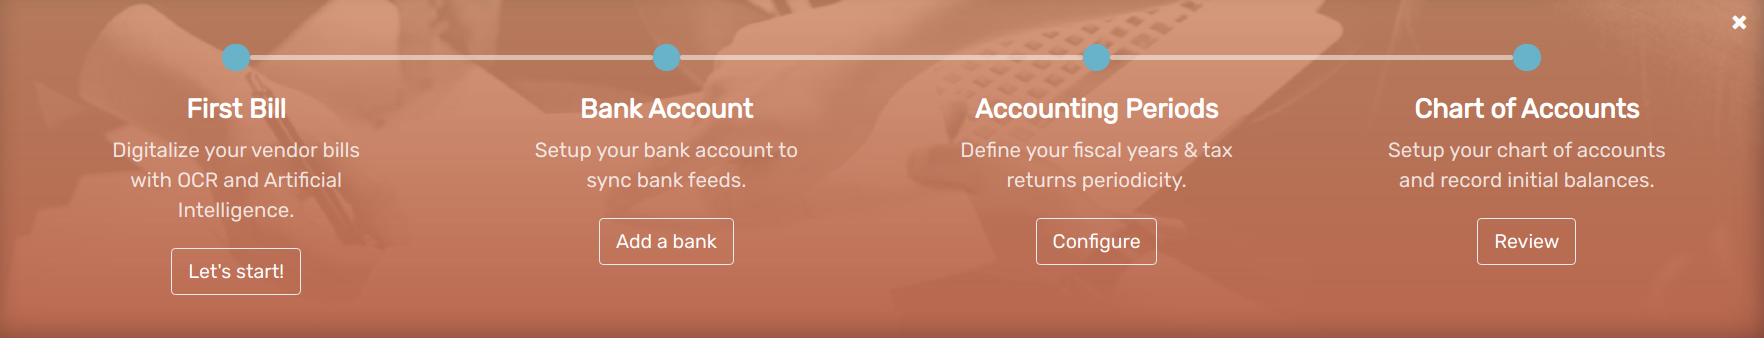 First Bill
Digitalize your vendor bills
with OCR and Artificial
Intelligence.
Let's start!
Bank Account
Setup your bank account to
sync bank feeds.
Add a bank
Accounting Periods
Define your fiscal years & tax
returns periodicity.
Configure
Chart of Accounts
Setup your chart of accounts
and record initial balances.
Review